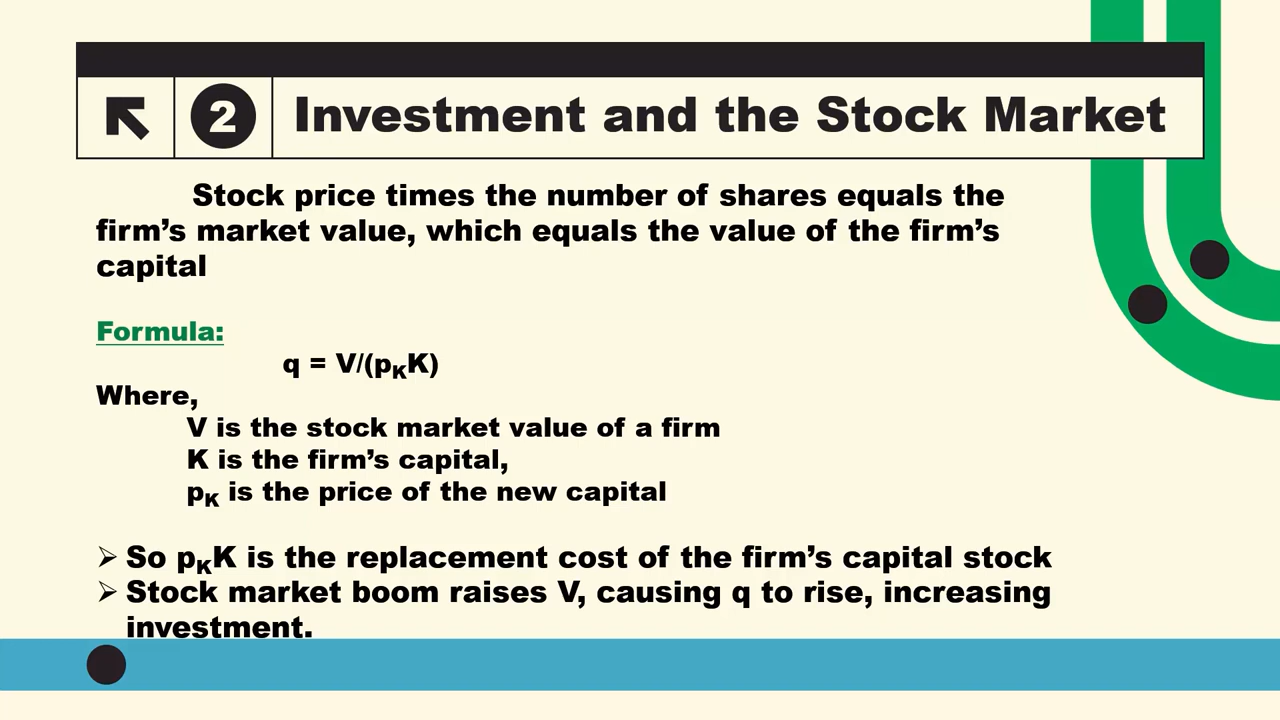 2 Investment and the Stock Market
Stock price times the number of shares equals the
firm’s market value, which equals the value of the firm’s
capital
Formula:
q = V/(pKK)
Where,
V is the stock market value of a firm
K is the firm’s capital,
pK is the price of the new capital
➢ So pKK is the replacement cost of the firm’s capital stock
➢ Stock market boom raises V, causing q to rise, increasing
investment.